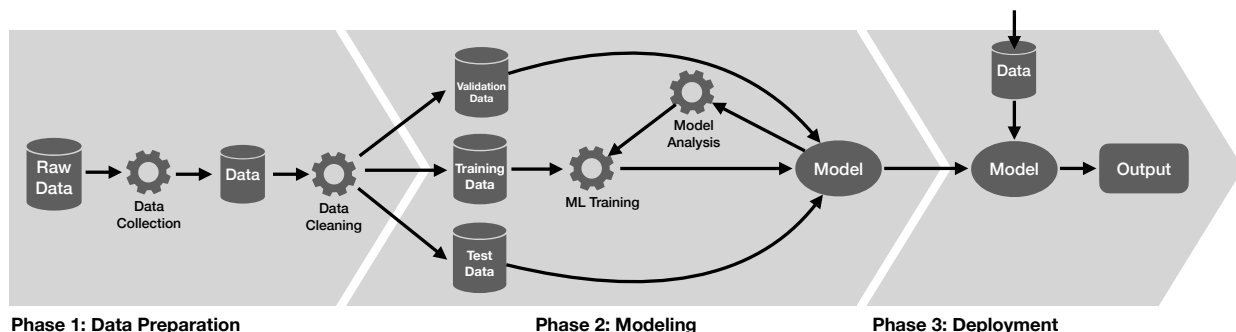 Raw
Data
Data
Collection
Data
Data
Cleaning
Validation
Data
Training
Data
Test
Data
ML Training
Model
Analysis
Model
Data
Model
Output
Phase 1: Data Preparation
Phase 2: Modeling
Phase 3: Deployment